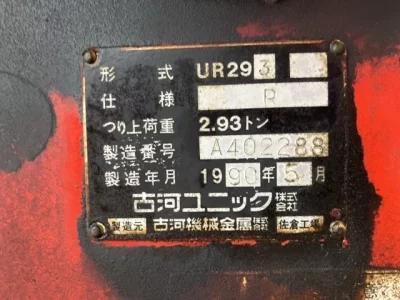 形式 UR293
仕様 R
つり上荷重 2.93トン
製造番号 A402288
製造年月 1990年5月
古河ユニック株式会社
製造元 古河機械金属株式会社 佐倉工場